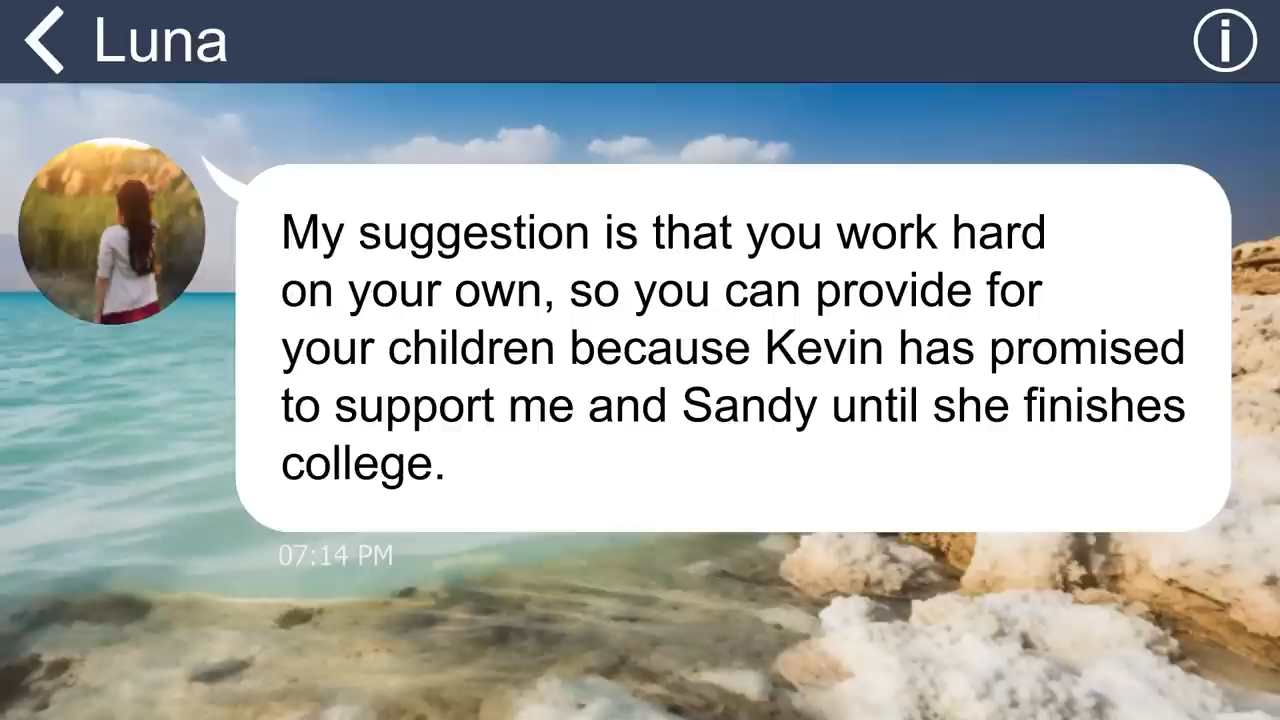 Luna
My suggestion is that you work hard
on your own, so you can provide for
your children because Kevin has promised
to support me and Sandy until she finishes
college.
07:14 PM